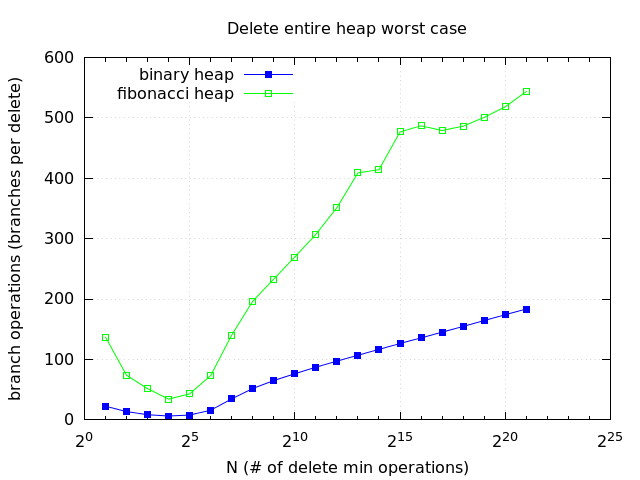 Delete entire heap worst case
binary heap
fibonacci heap
branch operations (branches per delete)
600
500
400
300
200
100
0
2^0 2^5 2^10 2^15 2^20 2^25
N (# of delete min operations)